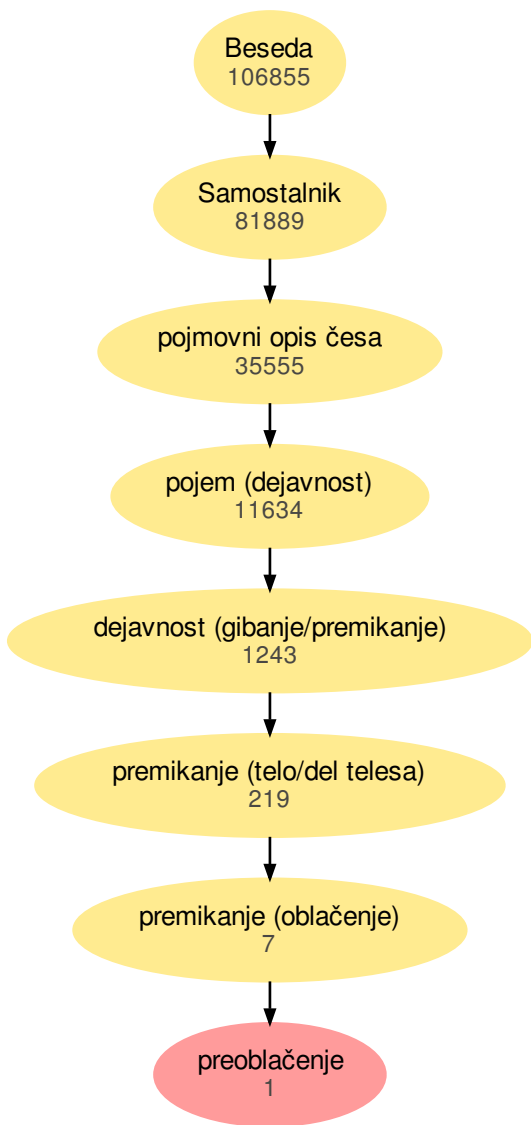 Beseda
106855
Samostalnik
81889
pojmovni opis česa
35555
pojem (dejavnost)
11634
dejavnost (gibanje/premikanje)
1243
premikanje (telo/del telesa)
219
premikanje (oblačenje)
7
preoblačenje
1